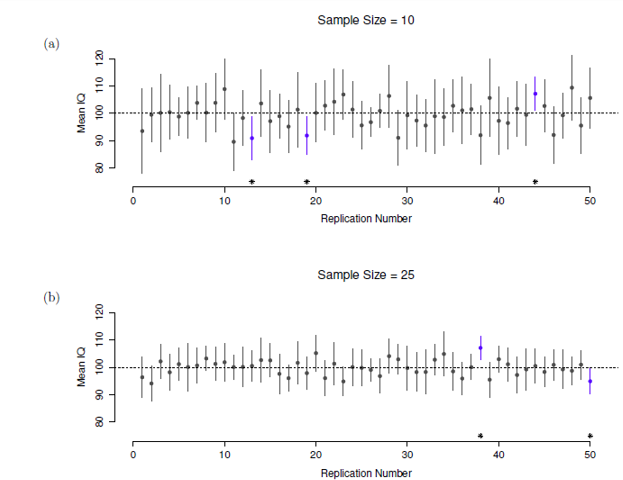 Sample Size = 10
(a)
Mean IQ
120
110
100
90
80
* * *
0 10 20 30 40 50
Replication Number
Sample Size = 25
(b)
Mean IQ
120
110
100
90
80
* *
0 10 20 30 40 50
Replication Number